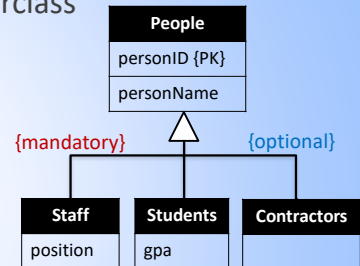 rclass
People
personID {PK}
personName
{mandatory} {optional}
Staff Students Contractors
position gpa